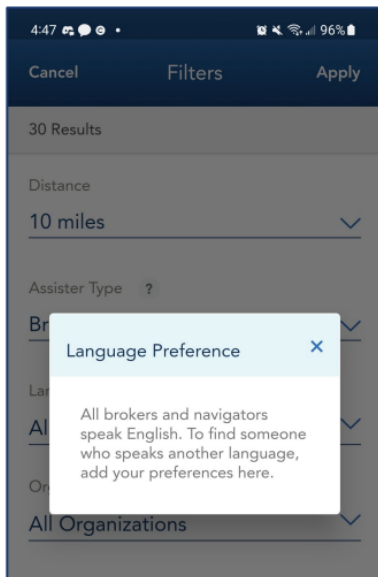 4:47 96%
Cancel Filters Apply
30 Results
Distance
10 miles
Assister Type ?
Br
Language Preference ×
Lan
All brokers and navigators
Al
speak English. To find someone
who speaks another language,
Or
add your preferences here.
All Organizations